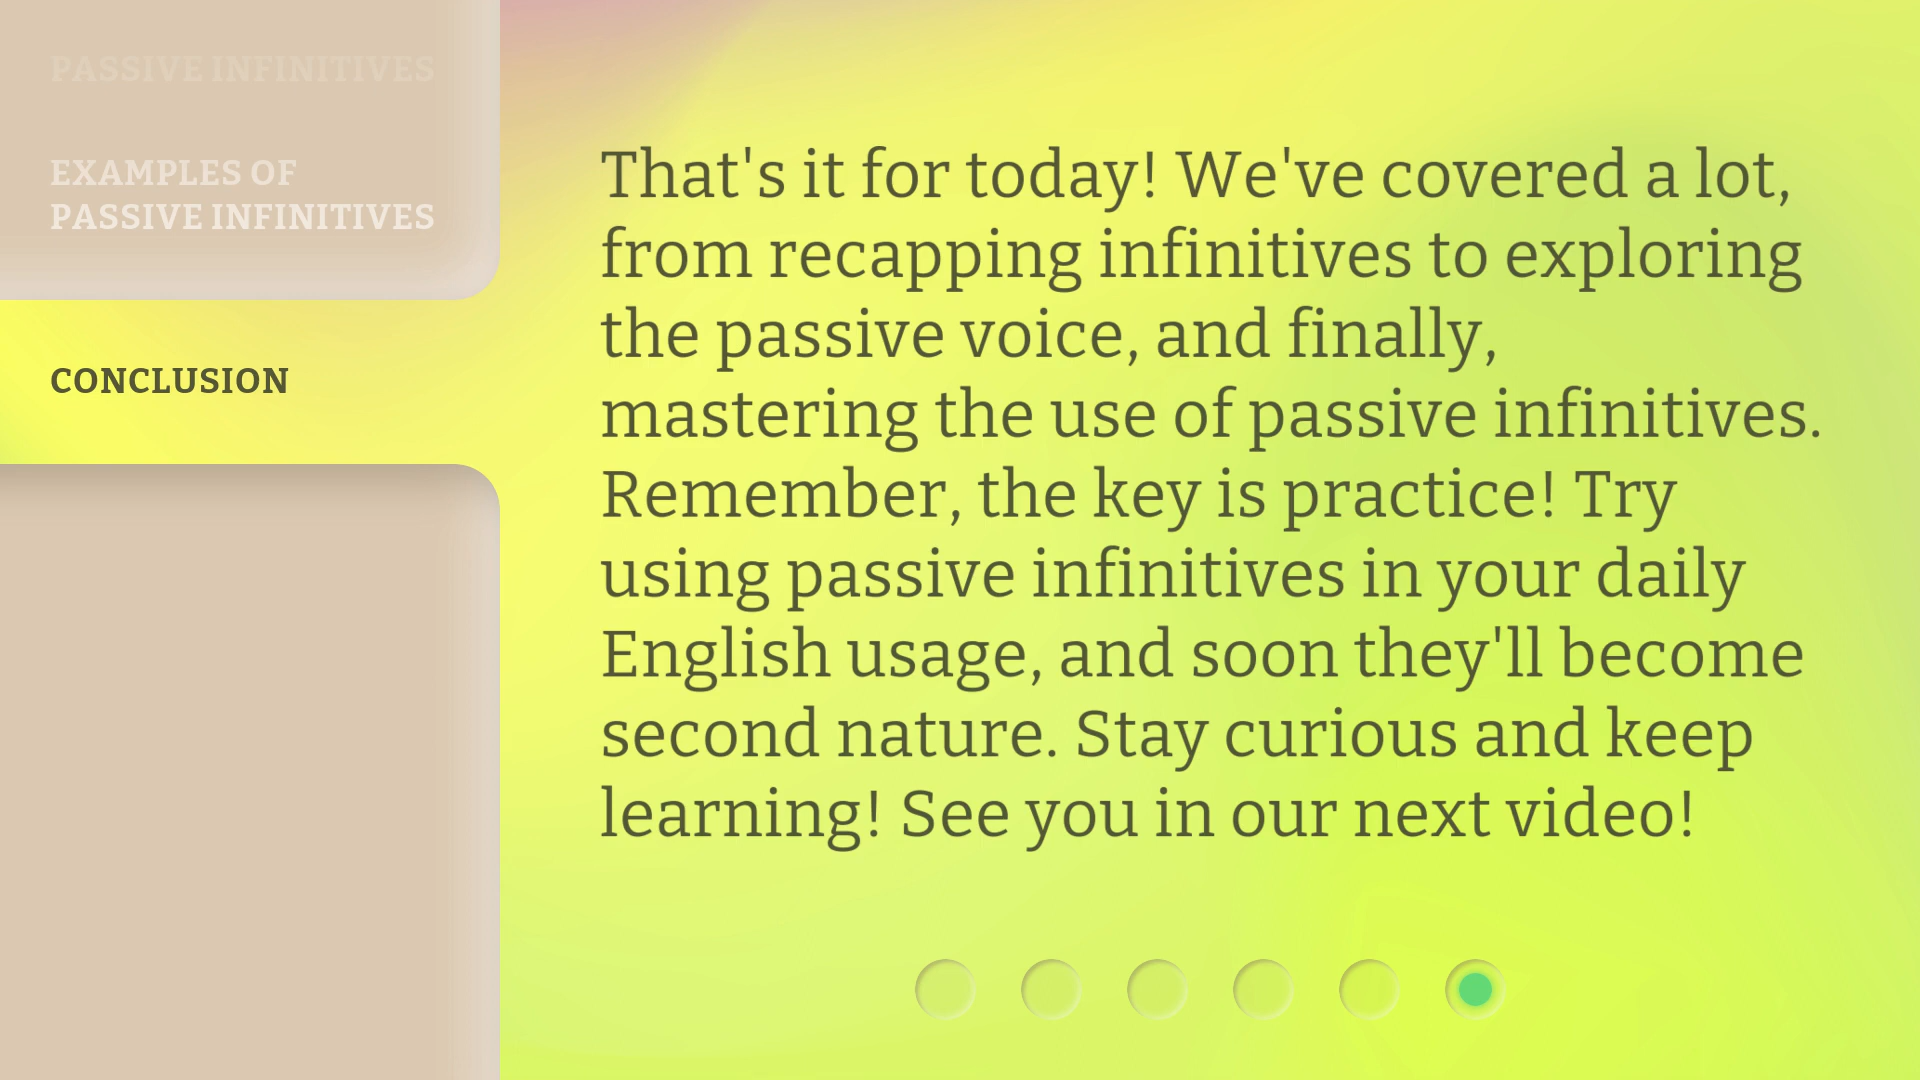 PASSIVE INFINITIVES
EXAMPLES OF
PASSIVE INFINITIVES
CONCLUSION
That's it for today! We've covered a lot,
from recapping infinitives to exploring
the passive voice, and finally,
mastering the use of passive infinitives.
Remember, the key is practice! Try
using passive infinitives in your daily
English usage, and soon they'll become
second nature. Stay curious and keep
learning! See you in our next video!